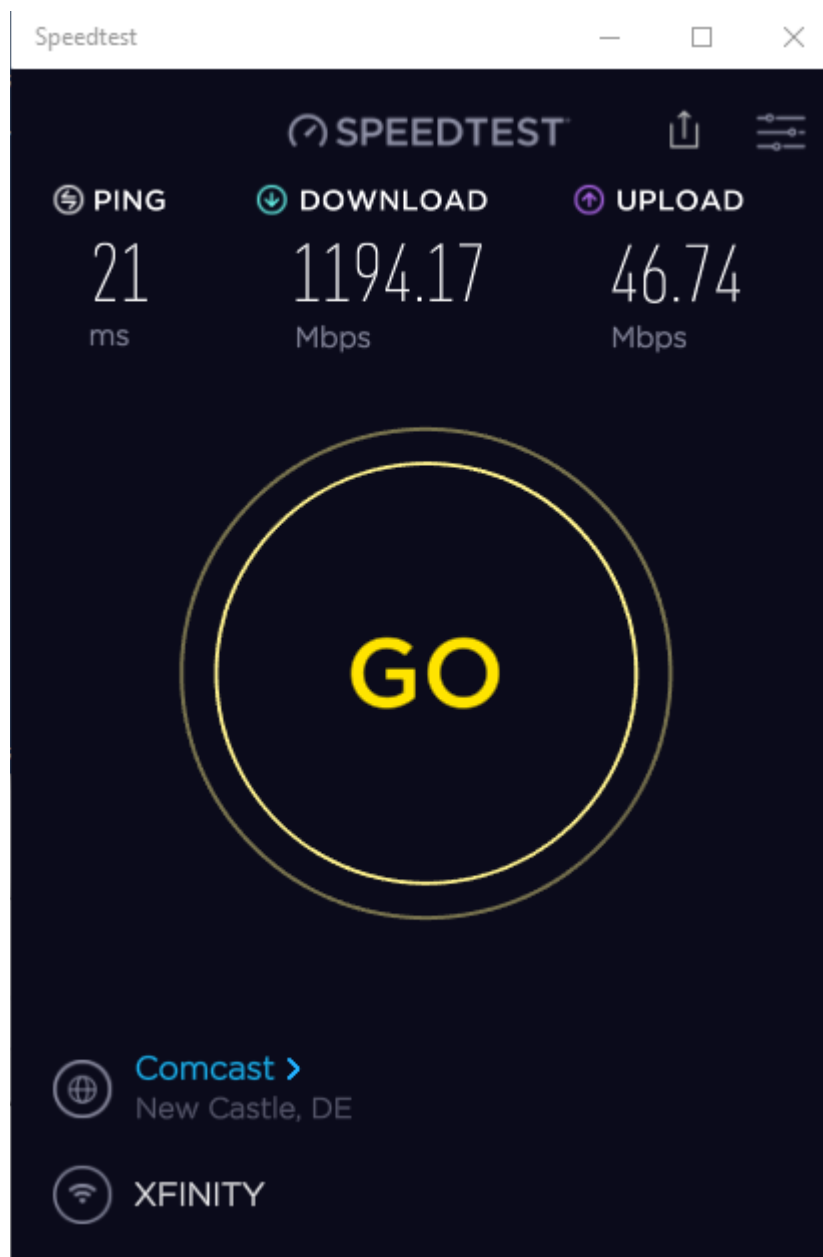 Speedtest
SPEEDTEST
PING DOWNLOAD UPLOAD
21 1194.17 46.74
ms Mbps Mbps
GO
Comcast >
New Castle, DE
XFINITY